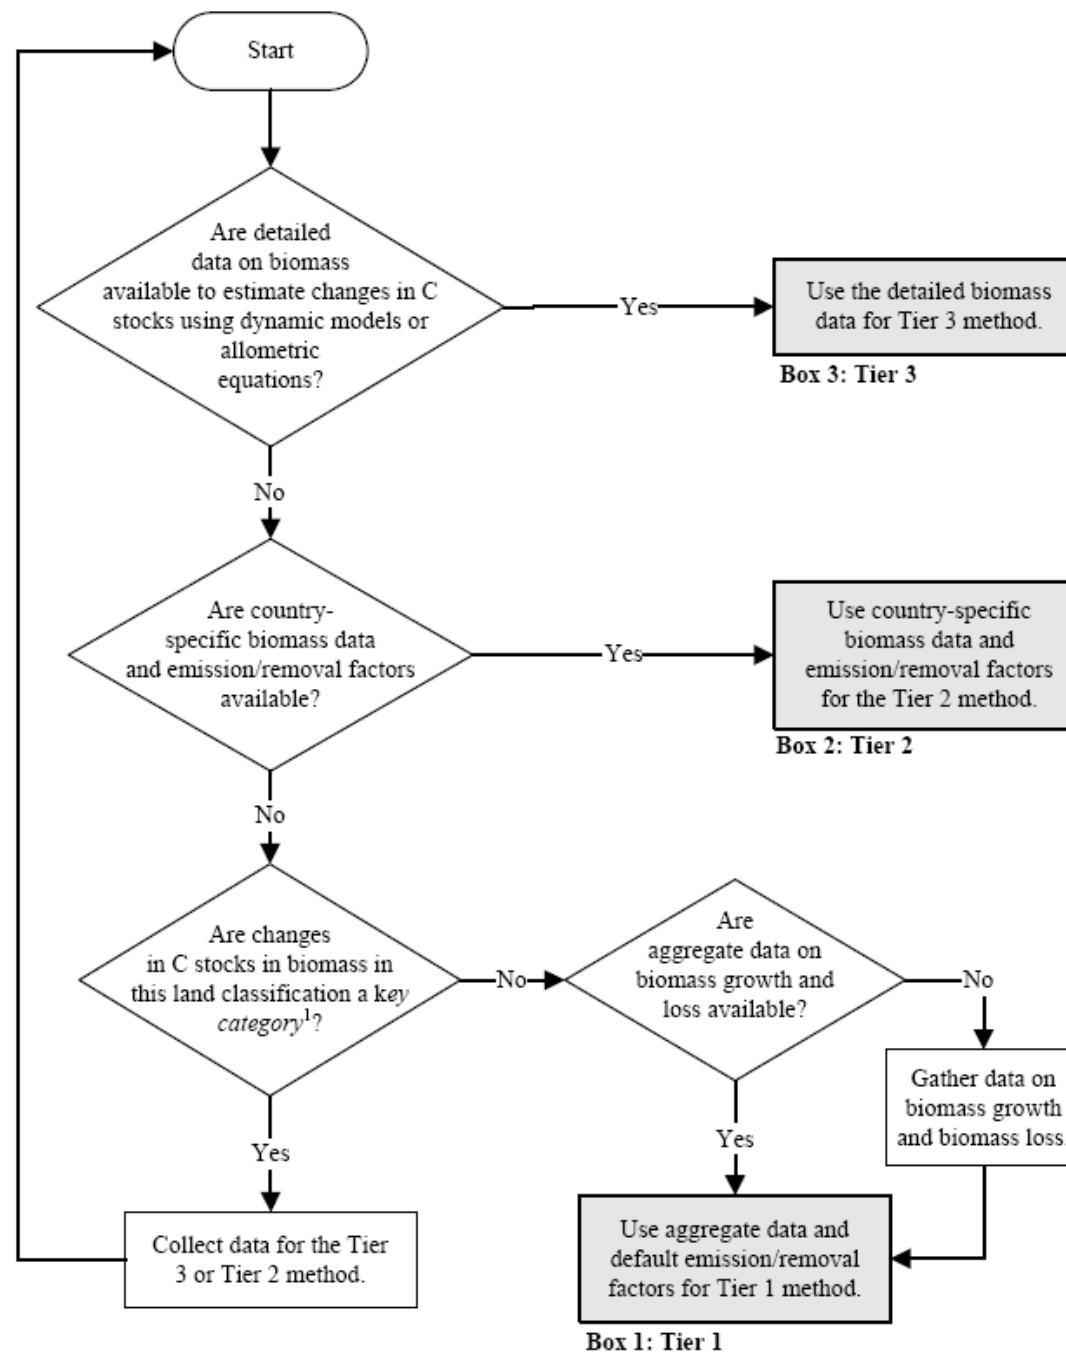 Start
Are detailed
data on biomass
available to estimate changes in C
stocks using dynamic models or
allometric
equations?
Yes
Use the detailed biomass
data for Tier 3 method.
Box 3: Tier 3
No
Are country-
specific biomass data
and emission/removal factors
available?
Yes
Use country-specific
biomass data and
emission/removal factors
for the Tier 2 method.
Box 2: Tier 2
No
Are changes
in C stocks in biomass in
this land classification a key
category¹?
No
Are
aggregate data on
biomass growth and
loss available?
No
Gather data on
biomass growth
and biomass loss.
Yes
Yes
Collect data for the Tier
3 or Tier 2 method.
Use aggregate data and
default emission/removal
factors for Tier 1 method.
Box 1: Tier 1